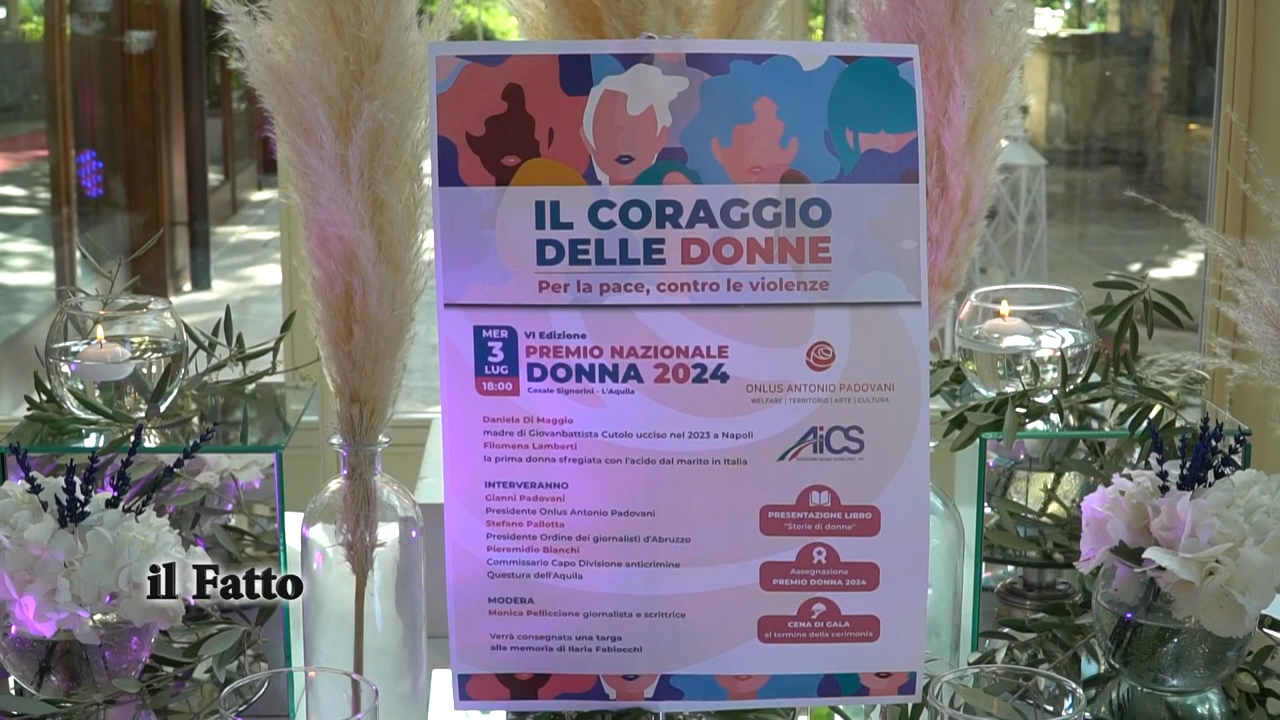 IL CORAGGIO
DELLE DONNE
Per la pace, contro le violenze
MER
3
LUG
18:00
VI Edizione
PREMIO NAZIONALE
DONNA 2024
Casale Signorini - L'Aquila
ONLUS ANTONIO PADOVANI
WELFARE | TERRITORIO | ARTE | CULTURA
AiCS
Daniela Di Maggio
madre di Giovanbattista Cutolo ucciso nel 2023 a Napoli
Filomena Lamberti
la prima donna sfregiata con l'acido dal marito in Italia
INTERVERANNO
Gianni Padovani
Presidente Onlus Antonio Padovani
Stefano Pallotta
Presidente Ordine dei giornalisti d'Abruzzo
Pieremidio Bianchi
Commissario Capo Divisione anticrimine
Questura dell'Aquila
MODERA
Monica Pelliccione giornalista e scrittrice
Verrà consegnata una targa
alla memoria di Ilaria Fabiocchi
PRESENTAZIONE LIBRO
"Storie di donne"
Assegnazione
PREMIO DONNA 2024
CENA DI GALA
al termine della cerimonia
il Fatto